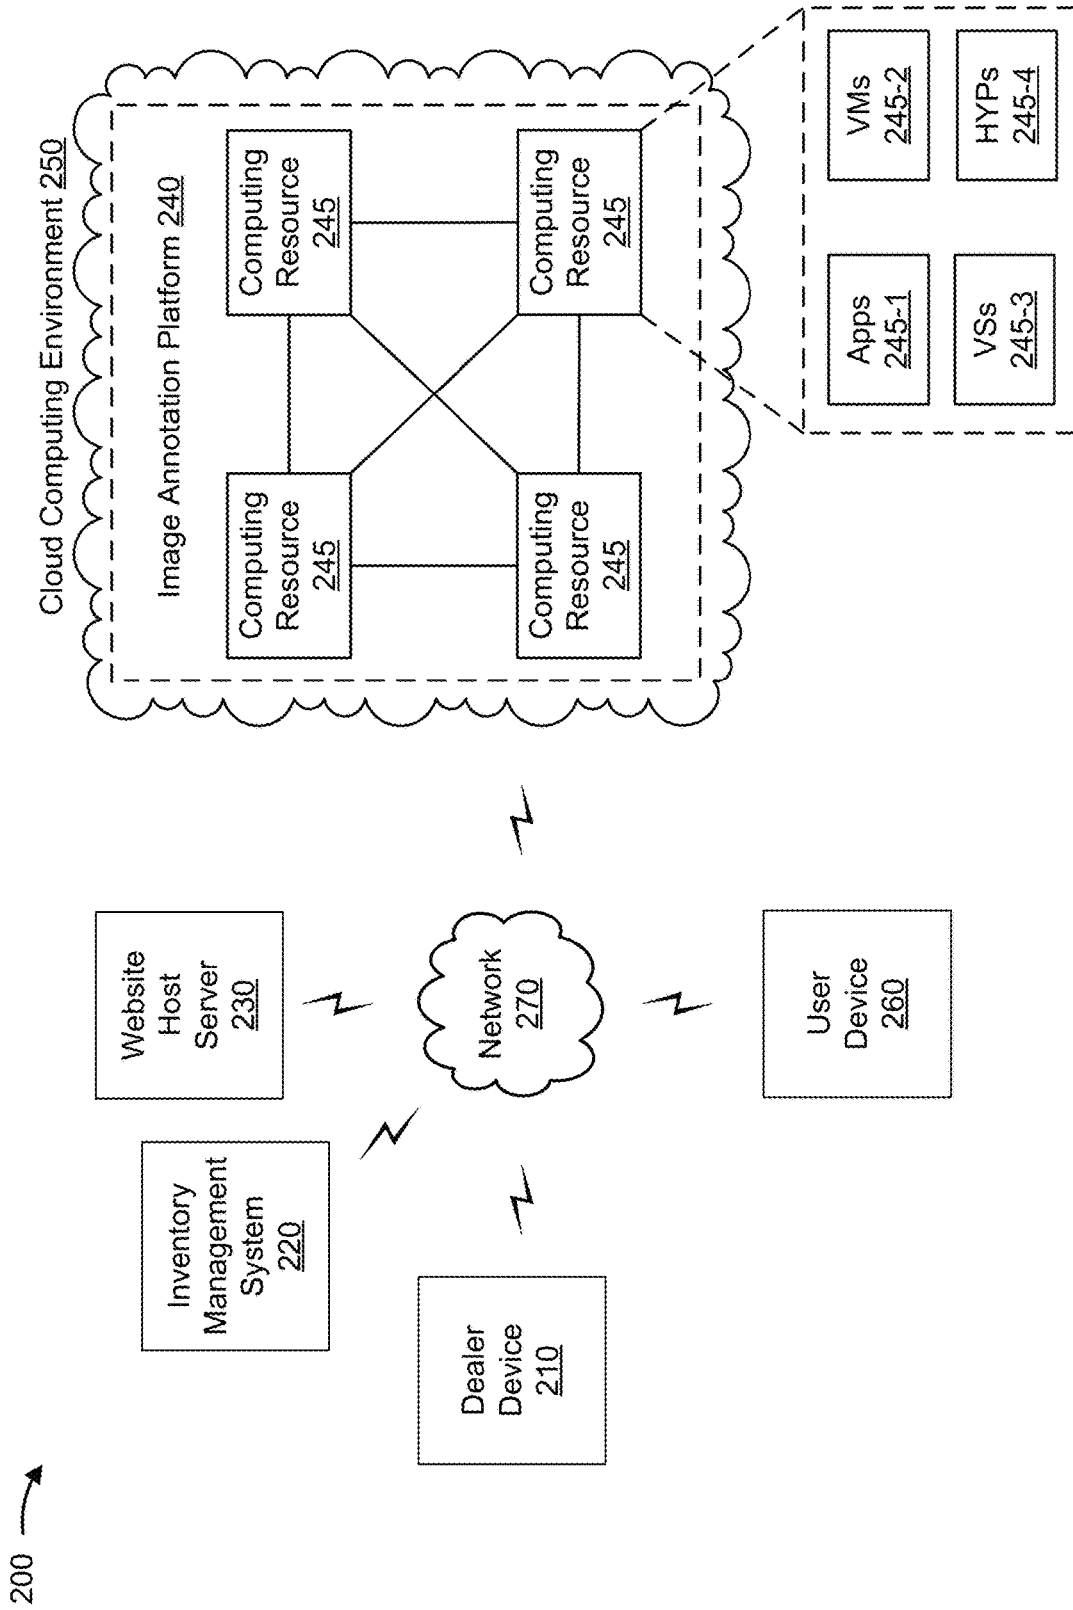 200
Cloud Computing Environment 250
Image Annotation Platform 240
Computing
Resource
245
Computing
Resource
245
Computing
Resource
245
Computing
Resource
245
Apps
245-1
VMs
245-2
VSs
245-3
HYPs
245-4
Website
Host
Server
230
Inventory
Management
System
220
Network
270
Dealer
Device
210
User
Device
260